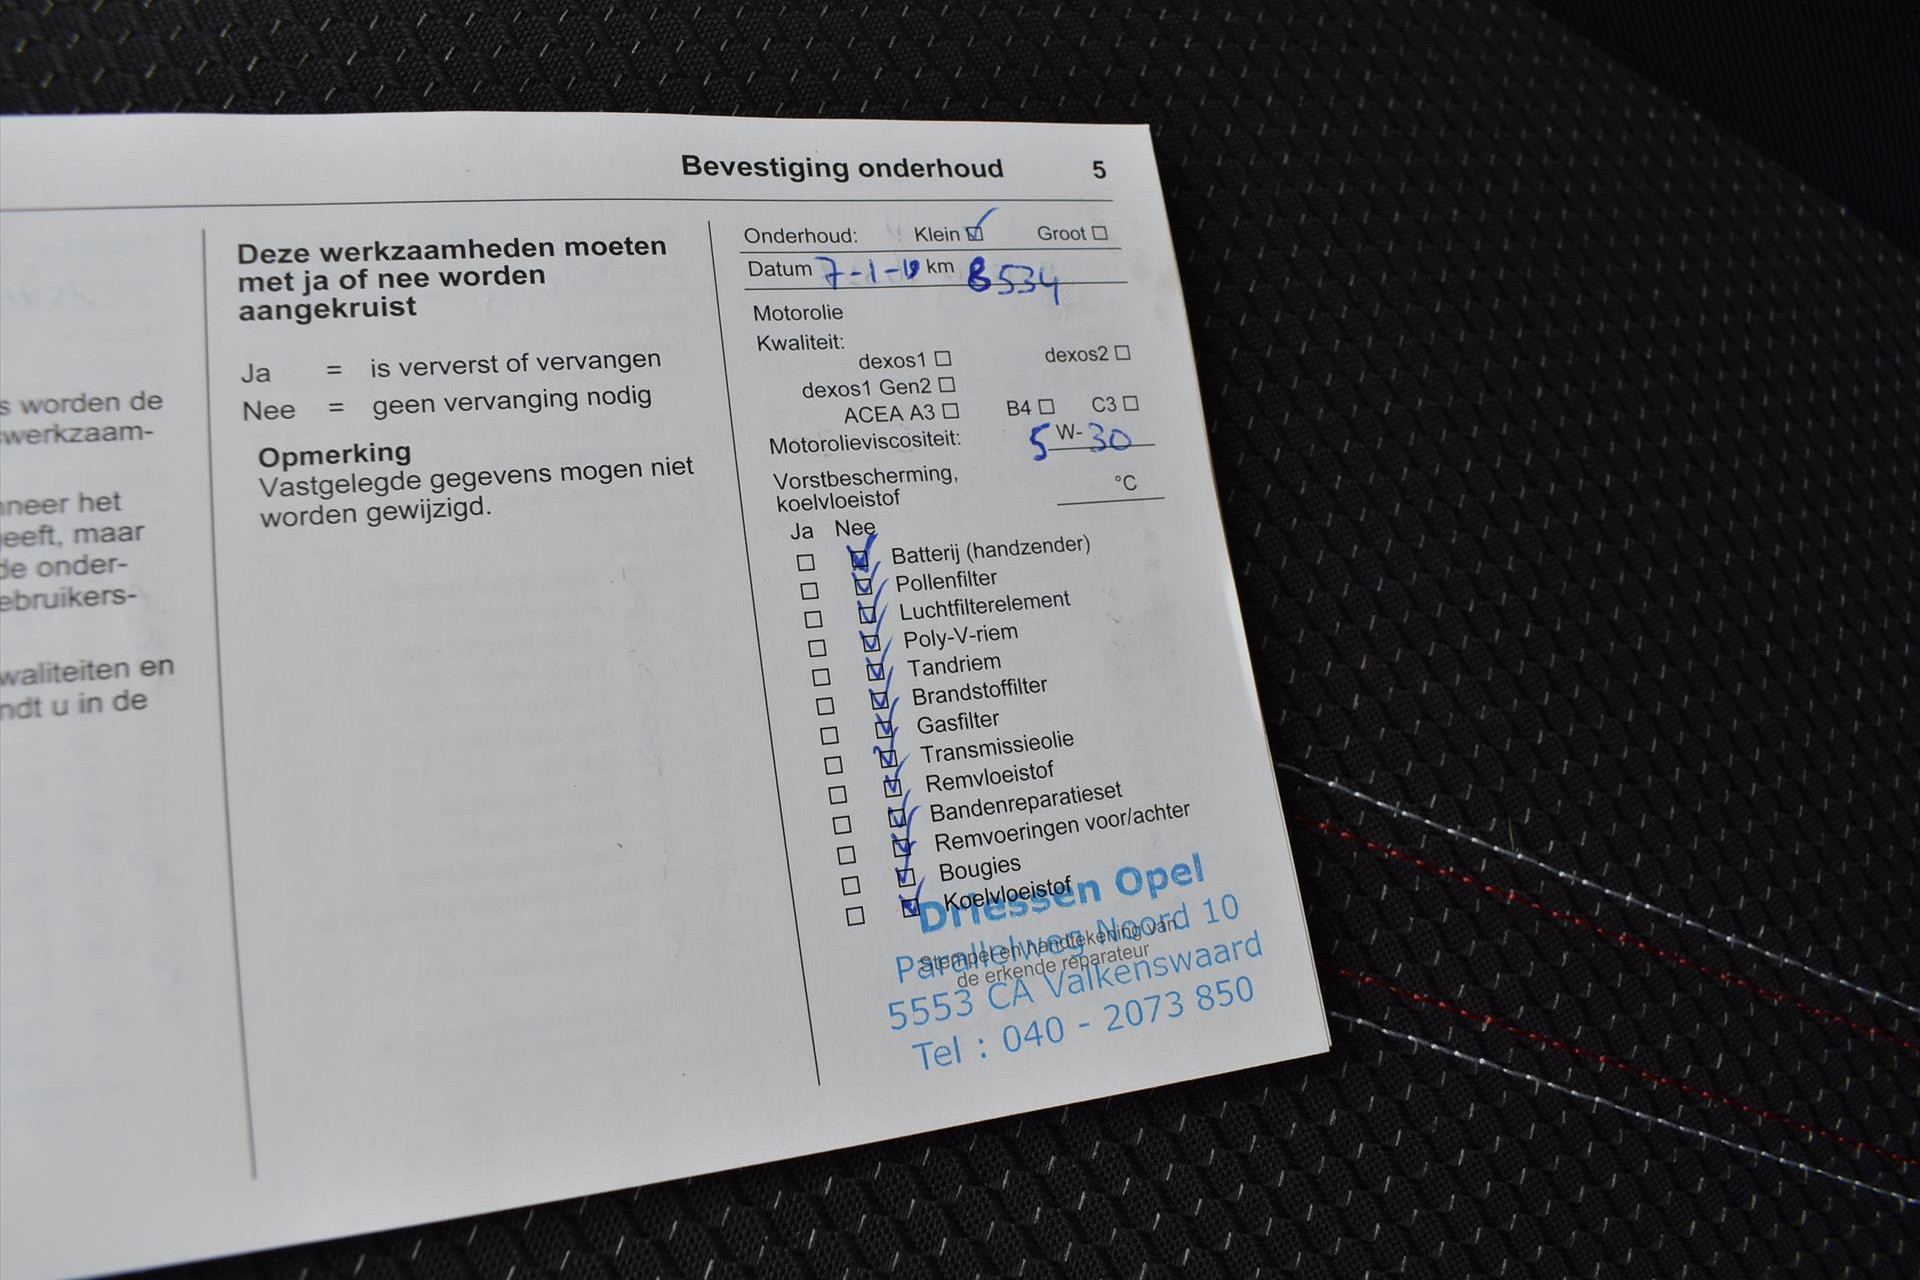 Bevestiging onderhoud 5
s worden de
werkzaam-
nneer het
eeft, maar
de onder-
ebruikers-
waliteiten en
ndt u in de
Deze werkzaamheden moeten
met ja of nee worden
aangekruist
Ja = is ververst of vervangen
Nee = geen vervanging nodig
Opmerking
Vastgelegde gegevens mogen niet
worden gewijzigd.
Onderhoud: Klein Groot
Datum 7-1-19 km 8534
Motorolie
Kwaliteit:
dexos1 dexos2
dexos1 Gen2
ACEA A3 B4 C3
Motorolieviscositeit: 5 W-30
Vorstbescherming,
koelvloeistof °C
Ja Nee
Batterij (handzender)
Pollenfilter
Luchtfilterelement
Poly-V-riem
Tandriem
Brandstoffilter
Gasfilter
Transmissieolie
Remvloeistof
Bandenreparatieset
Remvoeringen voor/achter
Bougies
Koelvloeistof
Stempel en handtekening van
de erkende reparateur
Driessen Opel
Parallelweg Noord 10
5553 CA Valkenswaard
Tel : 040 - 2073 850